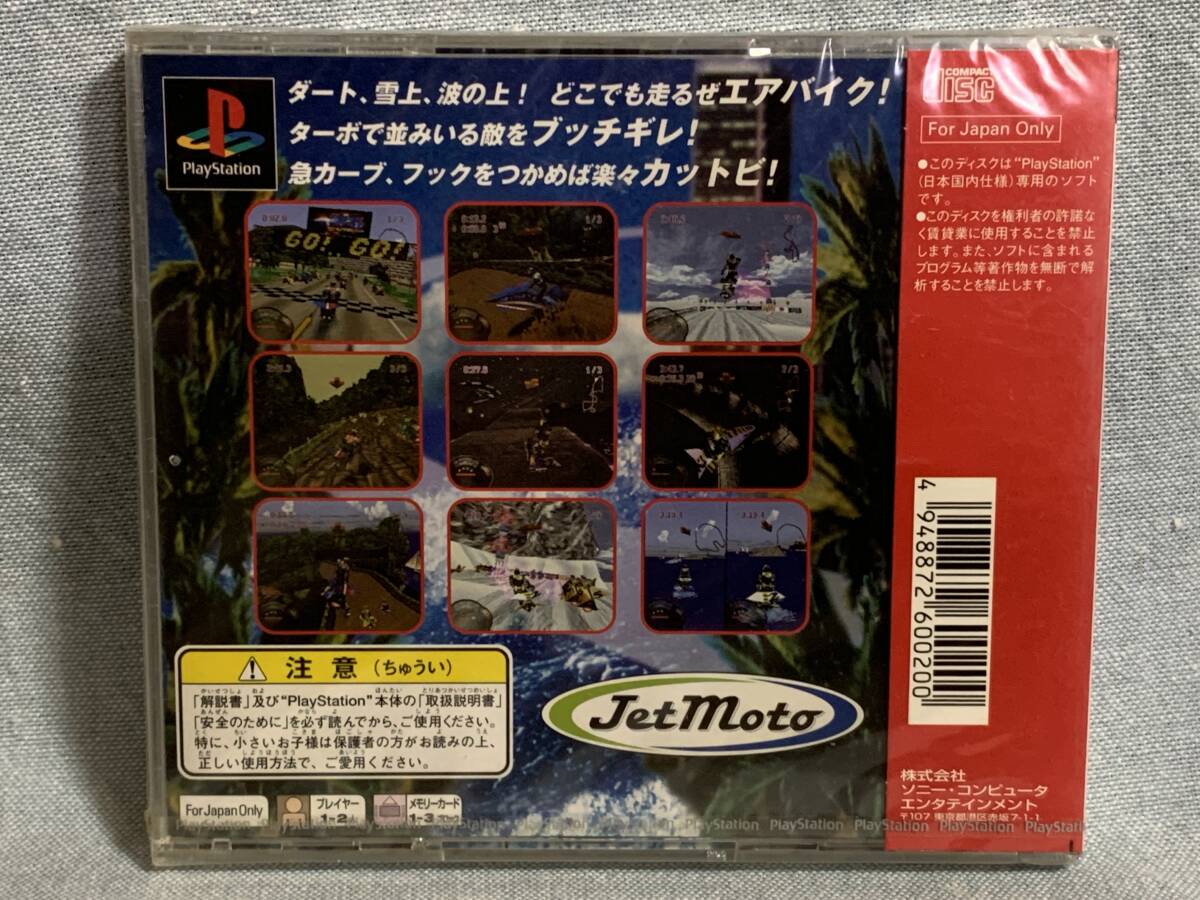 PlayStation
ダート、雪上、波の上！ どこでも走るぜエアバイク！
ターボで並みいる敵をブッチギレ！
急カーブ、フックをつかめば楽々カットビ！
GO! GO!
1/3
1/3
1/3
JetMoto
注意（ちゅうい）
「解説書」及び“PlayStation”本体の「取扱説明書」
「安全のために」を必ず読んでから、ご使用ください。
特に、小さいお子様は保護者の方がお読みの上、
正しい使用方法で、ご愛用ください。
For Japan Only
プレイヤー
1~2人
メモリーカード
1~3
PlayStation PlayStation PlayStation PlayStation PlayStation PlayStation
COMPACT
disc
For Japan Only
●このディスクは“PlayStation”
（日本国内仕様）専用のソフト
です。
●このディスクを権利者の許諾な
く賃貸業に使用することを禁止
します。また、ソフトに含まれる
プログラム等著作物を無断で解
析することを禁止します。
4 948872 600200
株式会社
ソニー・コンピュータ
エンタテインメント
〒107 東京都港区赤坂7-1-1